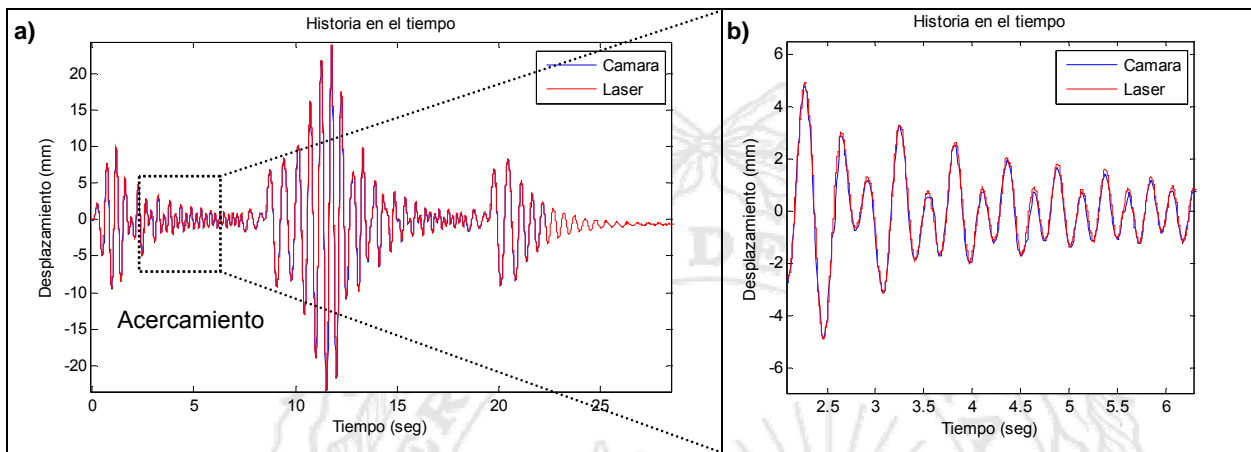 a)
Historia en el tiempo
Camara
Laser
20
15
10
5
0
-5
-10
-15
-20
Desplazamiento (mm)
Acercamiento
0 5 10 15 20 25
Tiempo (seg)
b)
Historia en el tiempo
Camara
Laser
6
4
2
0
-2
-4
-6
Desplazamiento (mm)
2.5 3 3.5 4 4.5 5 5.5 6
Tiempo (seg)